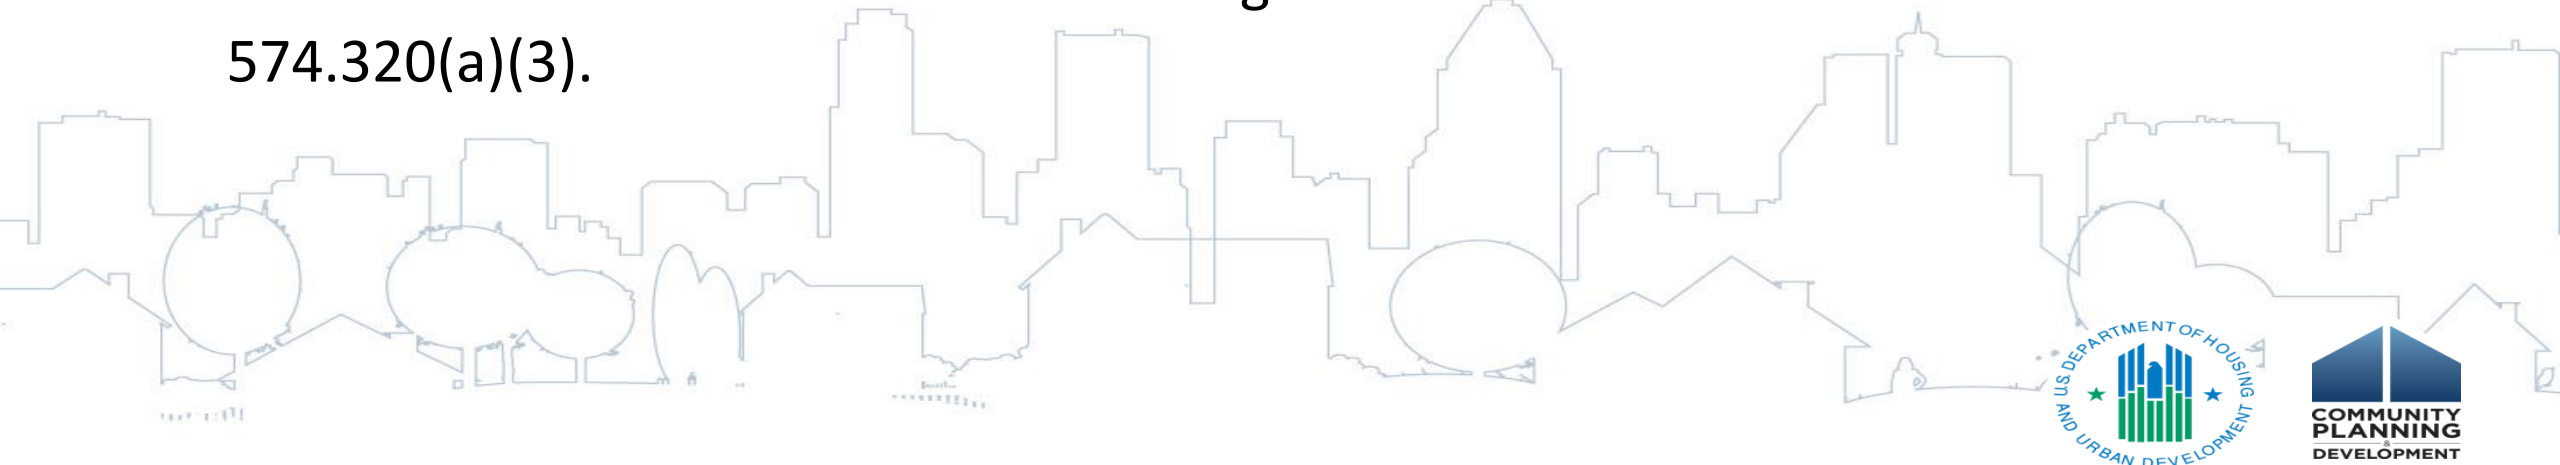 574.320(a)(3).
U.S. DEPARTMENT OF HOUSING
AND URBAN DEVELOPMENT
COMMUNITY
PLANNING
&
DEVELOPMENT